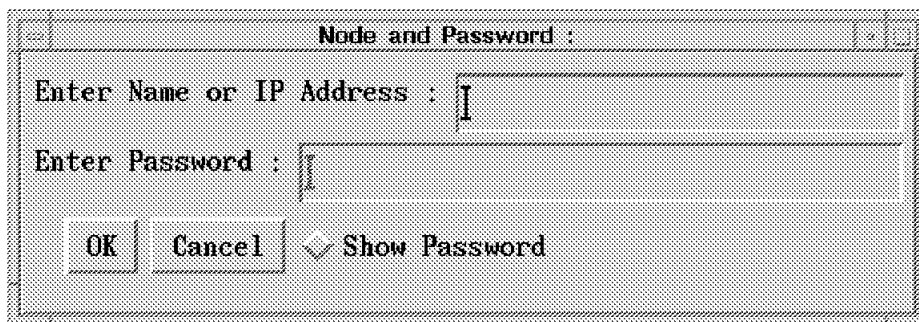 Node and Password :
Enter Name or IP Address :
Enter Password :
OK Cancel Show Password